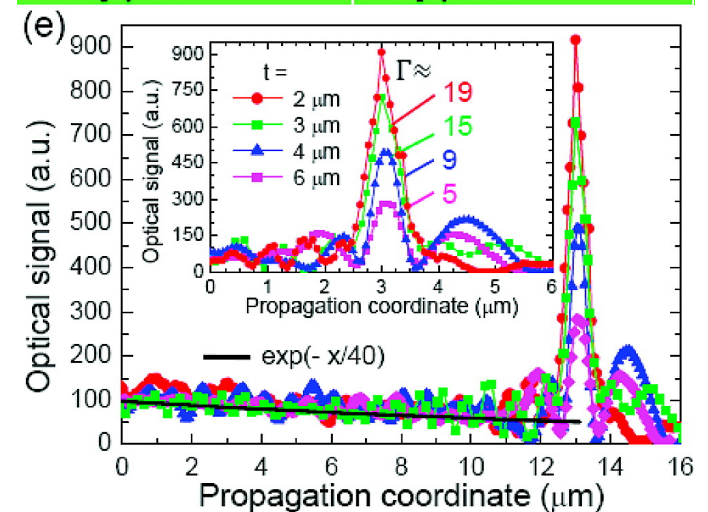 (e)
900
800
700
600
500
400
300
200
100
0
Optical signal (a.u.)
900
750
600
450
300
150
0
Optical signal (a.u.)
t =
2 μm
3 μm
4 μm
6 μm
Γ≈
19
15
9
5
0 1 2 3 4 5 6
Propagation coordinate (μm)
exp(- x/40)
0 2 4 6 8 10 12 14 16
Propagation coordinate (μm)